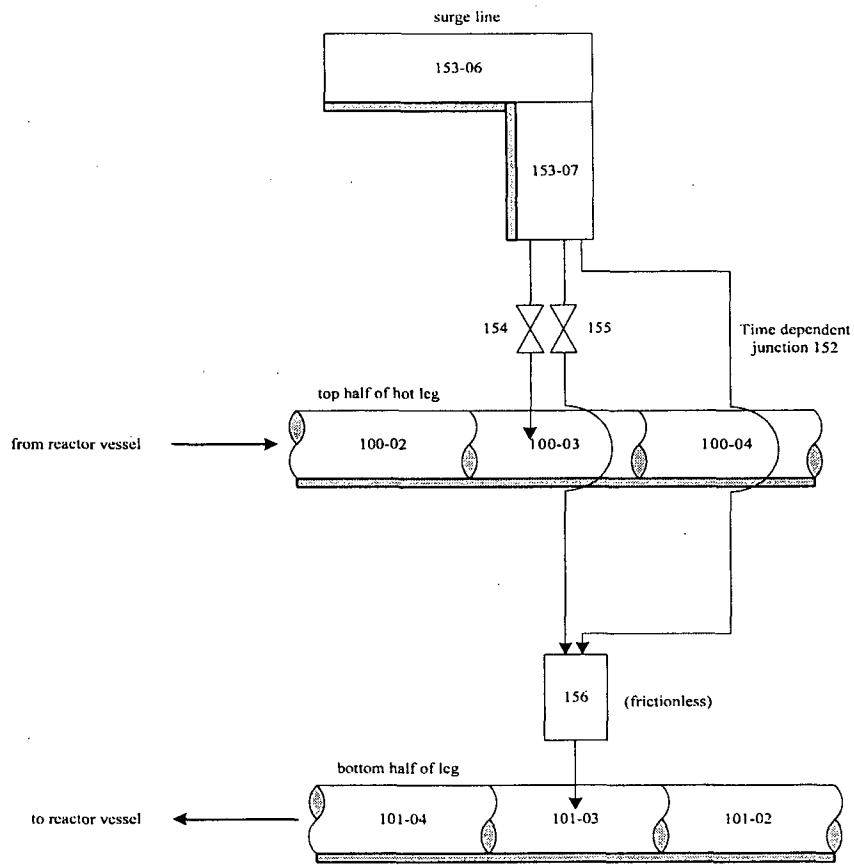 surge line
153-06
153-07
154
155
Time dependent
junction 152
top half of hot leg
from reactor vessel
100-02
100-03
100-04
156
(frictionless)
bottom half of leg
to reactor vessel
101-04
101-03
101-02